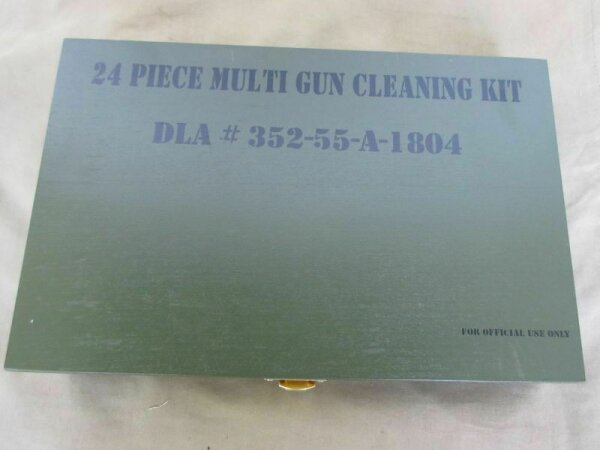 24 PIECE MULTI GUN CLEANING KIT
DLA # 352-55-A-1804
FOR OFFICIAL USE ONLY